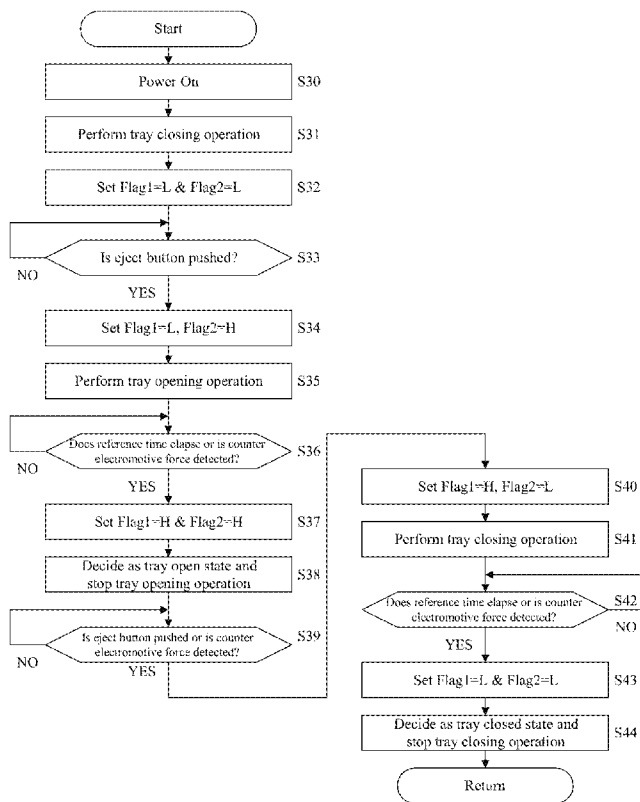 Start
Power On
S30
Perform tray closing operation
S31
Set Flag1=L & Flag2=L
S32
Is eject button pushed?
S33
NO
YES
Set Flag1=L, Flag2=H
S34
Perform tray opening operation
S35
Does reference time elapse or is counter
electromotive force detected?
S36
NO
YES
Set Flag1=H & Flag2=H
S37
Decide as tray open state and
stop tray opening operation
S38
Is eject button pushed or is counter
electromotive force detected?
S39
NO
YES
Set Flag1=H, Flag2=L
S40
Perform tray closing operation
S41
Does reference time elapse or is counter
electromotive force detected?
S42
NO
YES
Set Flag1=L & Flag2=L
S43
Decide as tray closed state and
stop tray closing operation
S44
Return